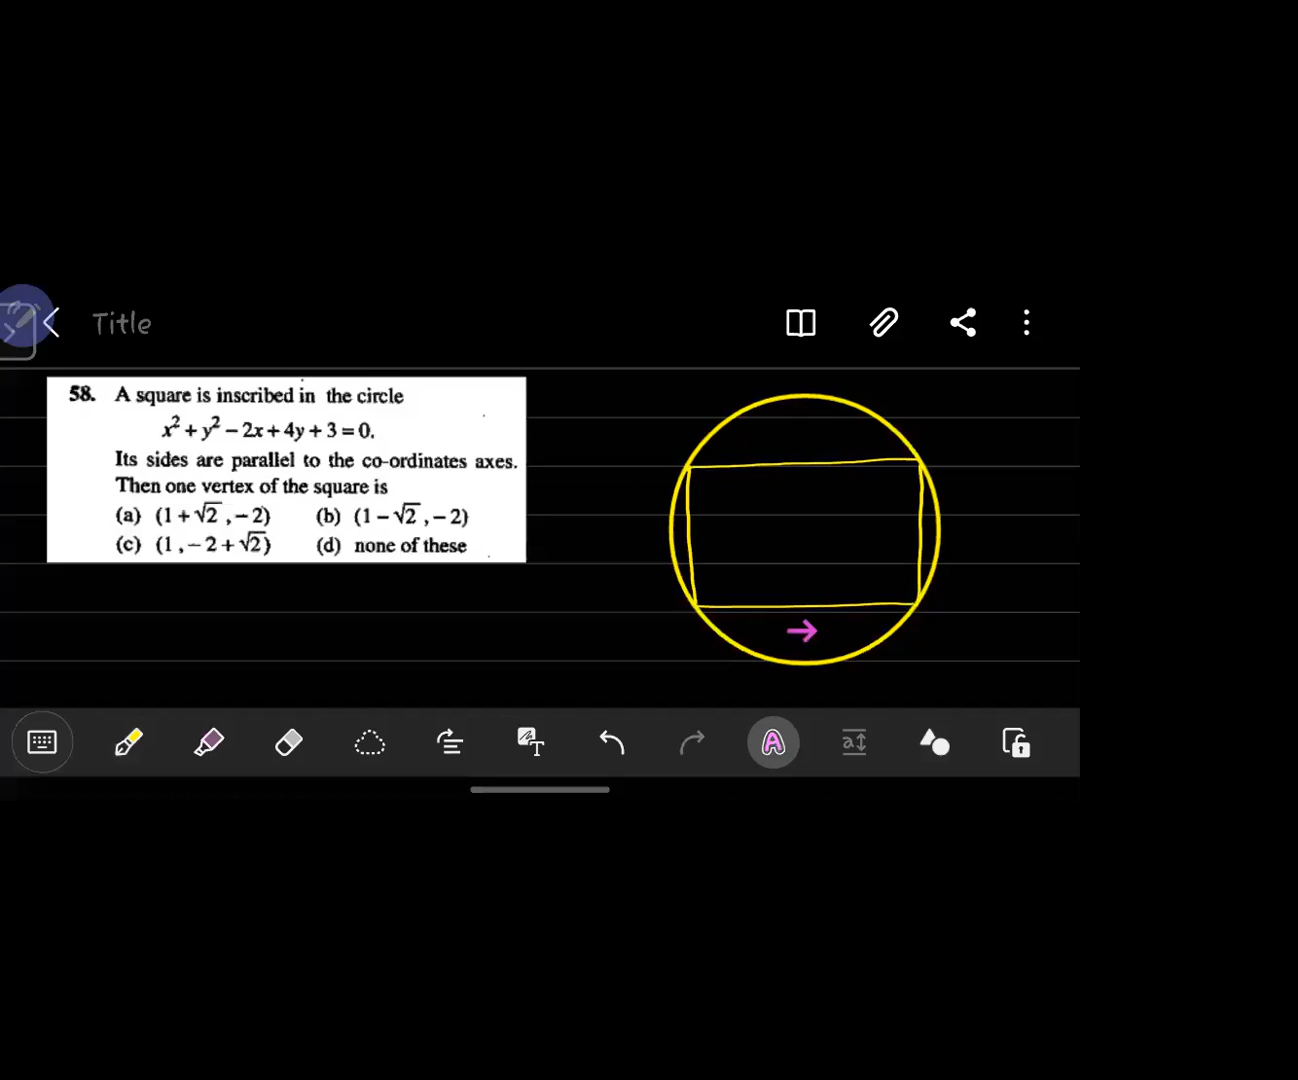 Title
58. A square is inscribed in the circle
x² + y² – 2x + 4y + 3 = 0.
Its sides are parallel to the co-ordinates axes.
Then one vertex of the square is
(a) (1 + √2 , – 2) (b) (1 – √2 , – 2)
(c) (1 , – 2 + √2) (d) none of these
→
T
A
a